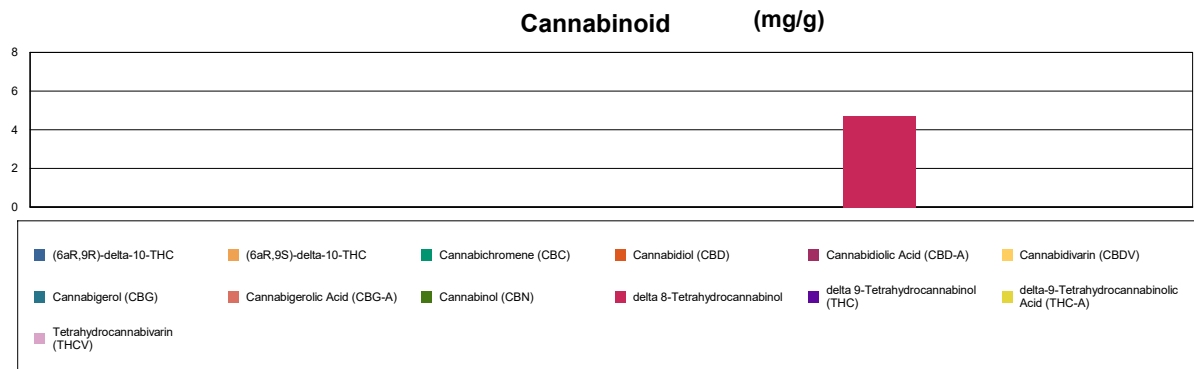 Cannabinoid (mg/g)
8
6
4
2
0
(6aR,9R)-delta-10-THC
(6aR,9S)-delta-10-THC
Cannabichromene (CBC)
Cannabidiol (CBD)
Cannabidiolic Acid (CBD-A)
Cannabidivarin (CBDV)
Cannabigerol (CBG)
Cannabigerolic Acid (CBG-A)
Cannabinol (CBN)
delta 8-Tetrahydrocannabinol
delta 9-Tetrahydrocannabinol
(THC)
delta-9-Tetrahydrocannabinolic
Acid (THC-A)
Tetrahydrocannabivarin
(THCV)